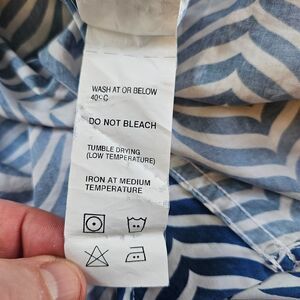 WASH AT OR BELOW
40°C
DO NOT BLEACH
TUMBLE DRYING
(LOW TEMPERATURE)
IRON AT MEDIUM
TEMPERATURE